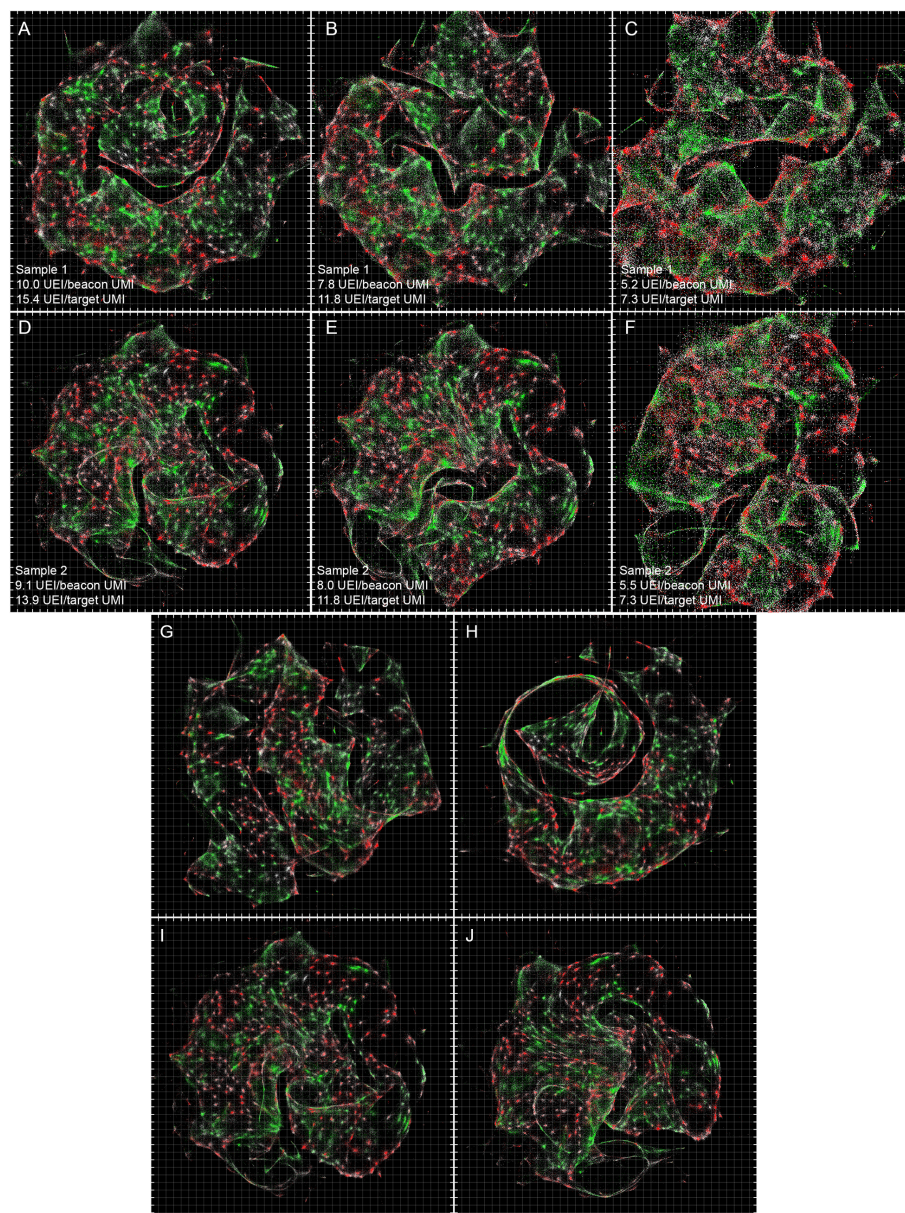 A
B
C
Sample 1
10.0 UEI/beacon UMI
15.4 UEI/target UMI
Sample 1
7.8 UEI/beacon UMI
11.8 UEI/target UMI
Sample 1
5.2 UEI/beacon UMI
7.3 UEI/target UMI
D
E
F
Sample 2
9.1 UEI/beacon UMI
13.9 UEI/target UMI
Sample 2
8.0 UEI/beacon UMI
11.8 UEI/target UMI
Sample 2
5.5 UEI/beacon UMI
7.3 UEI/target UMI
G
H
I
J